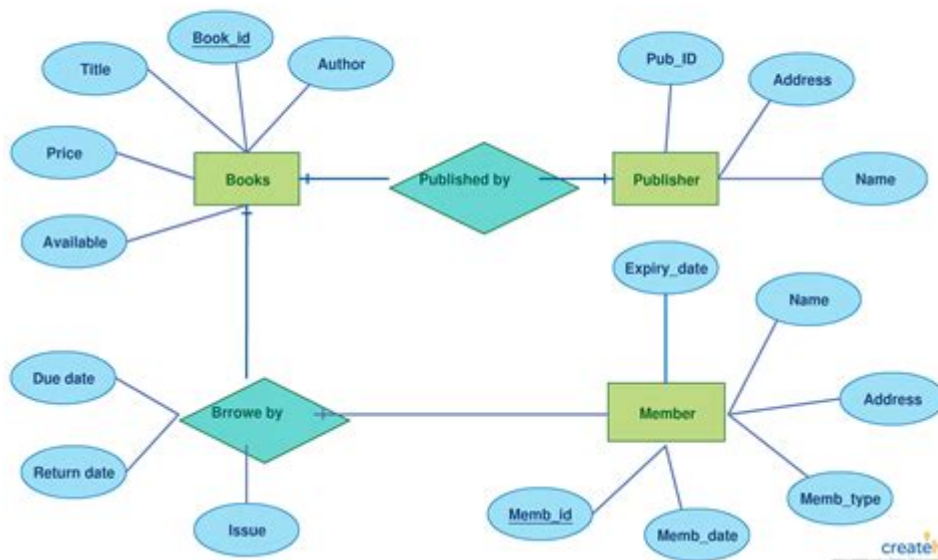 Book_id
Title
Author
Pub_ID
Address
Price
Books
Published by
Publisher
Name
Available
Expiry_date
Name
Due date
Brrowe by
Member
Address
Return date
Memb_id
Memb_type
Issue
Memb_date
create